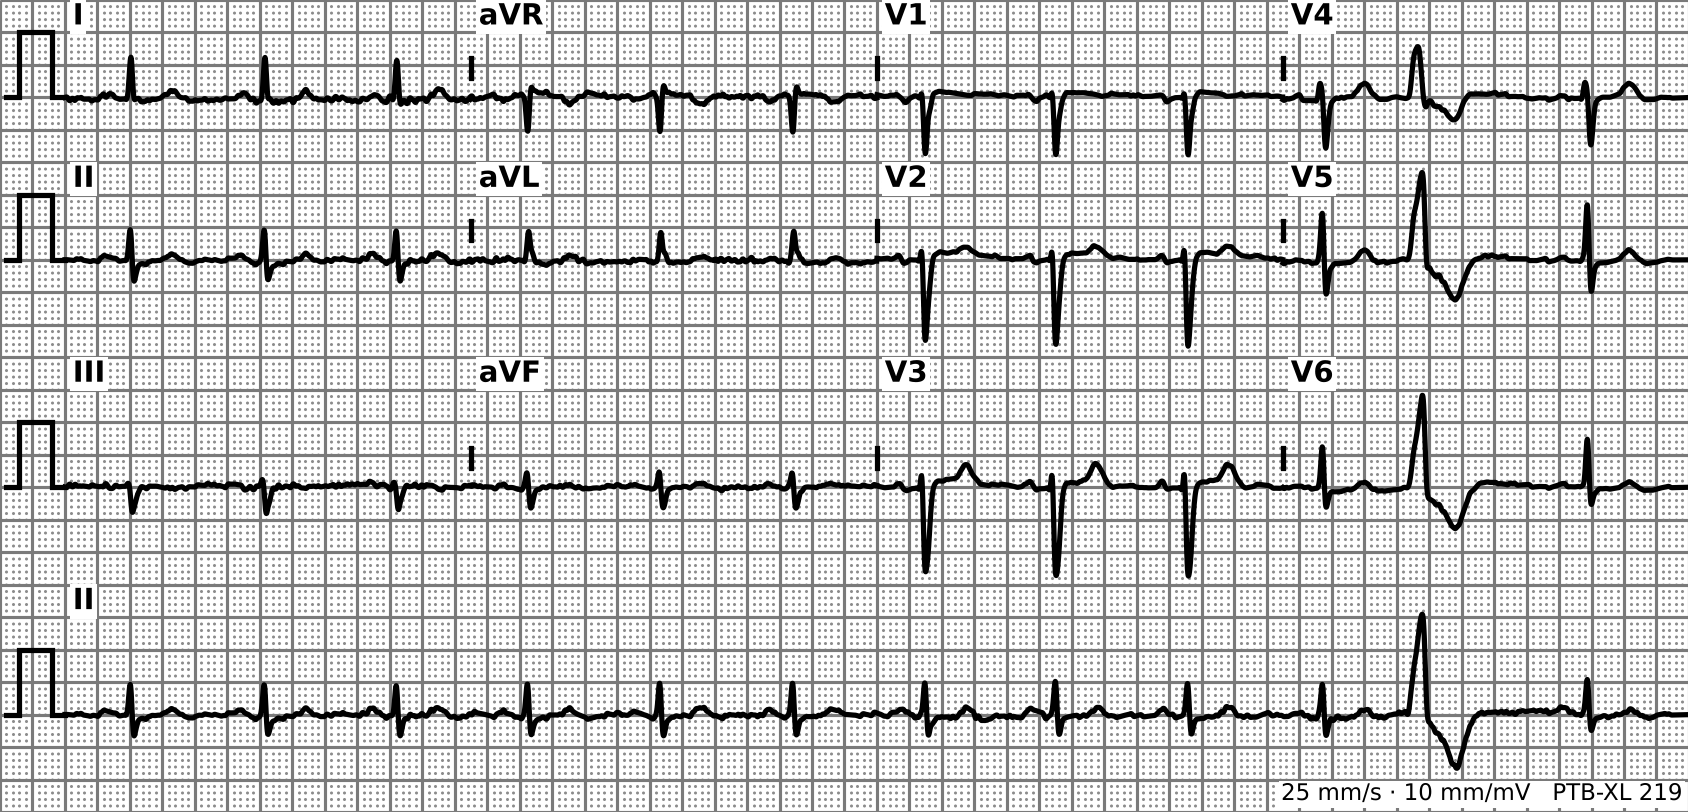 I aVR V1 V4
II aVL V2 V5
III aVF V3 V6
II
25 mm/s · 10 mm/mV PTB-XL 219